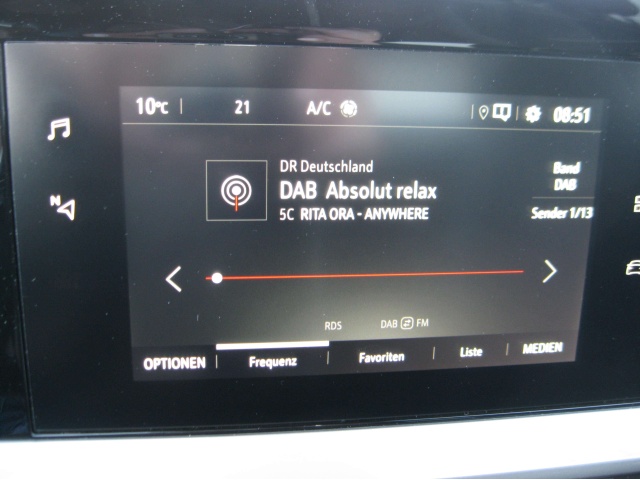 10°C 21 A/C 08:51
N
DR Deutschland
DAB Absolut relax
5C RITA ORA - ANYWHERE
Band
DAB
Sender 1/13
RDS DAB FM
OPTIONEN Frequenz Favoriten Liste MEDIEN